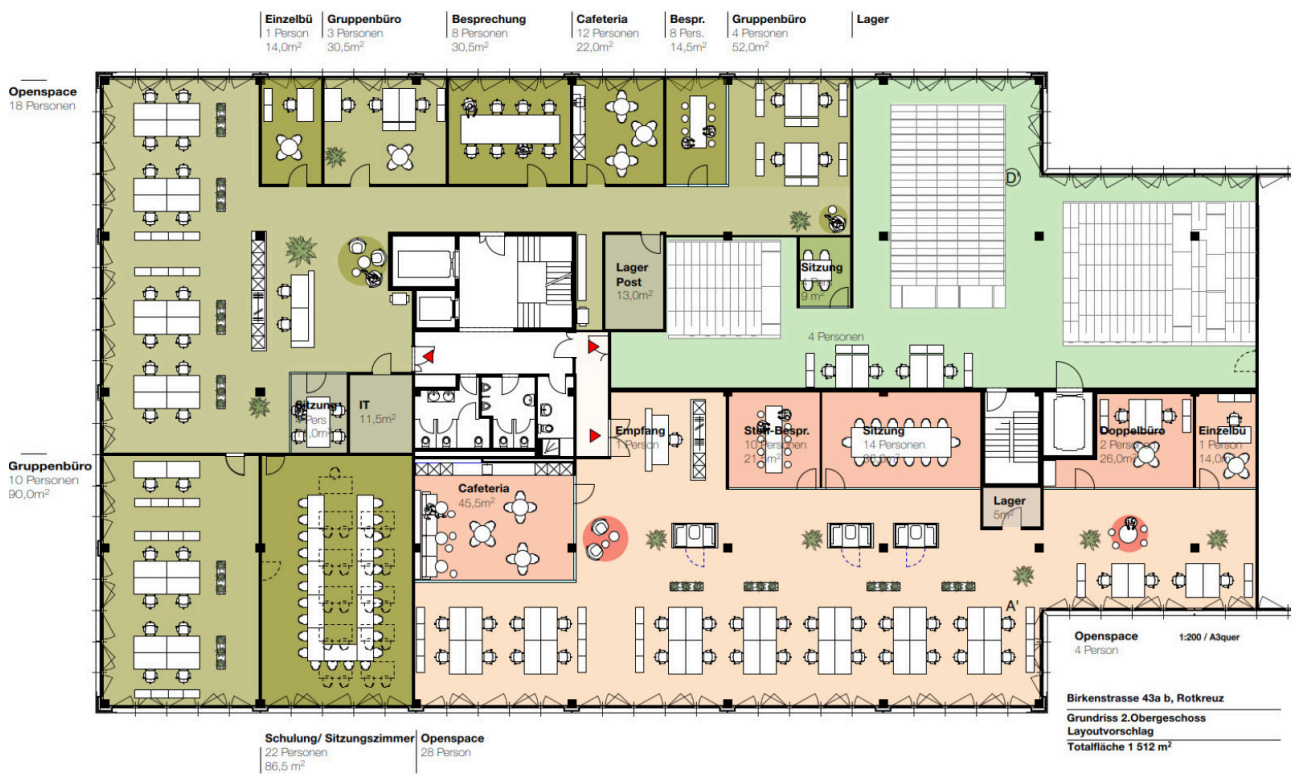 Einzelbü
1 Person
14,0m²
Gruppenbüro
3 Personen
30,5m²
Besprechung
8 Personen
30,5m²
Cafeteria
12 Personen
22,0m²
Bespr.
8 Pers.
14,5m²
Gruppenbüro
4 Personen
52,0m²
Lager
Openspace
18 Personen
D'
Lager
Post
13,0m²
Sitzung
9 m²
4 Personen
Sitzung
Pers
IT
11,5m²
Empfang
Steh-Bespr.
10 Personen
Sitzung
14 Personen
Doppelbüro
2 Personen
26,0m²
Einzelbü
1 Person
14,0m²
Gruppenbüro
10 Personen
90,0m²
Cafeteria
45,5m²
Lager
5m²
A'
Openspace
4 Person
1:200 / A3quer
Birkenstrasse 43a b, Rotkreuz
Grundriss 2.Obergeschoss
Layoutvorschlag
Totalfläche 1 512 m²
Schulung/ Sitzungszimmer
22 Personen
86,5 m²
Openspace
28 Person